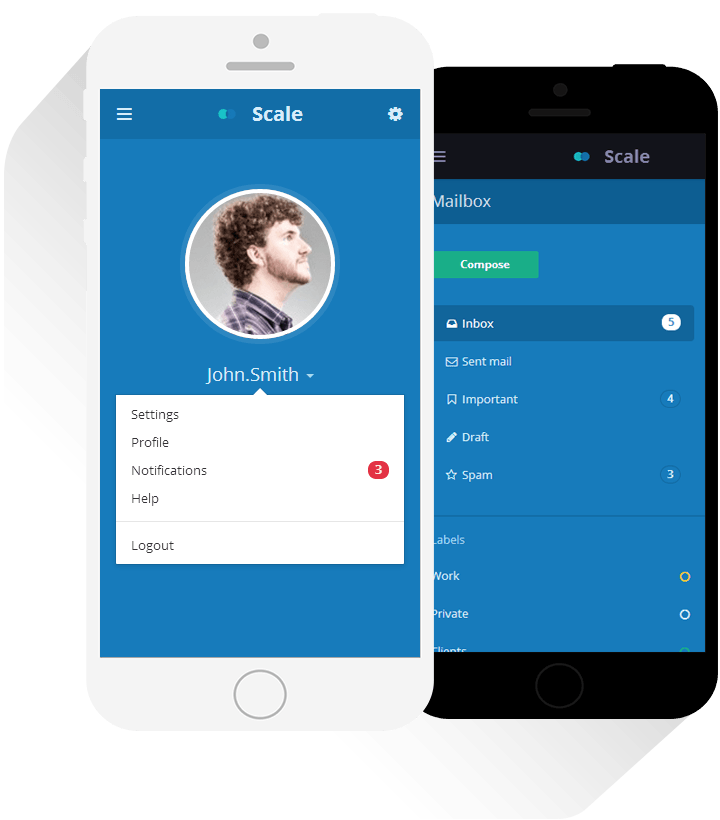 Scale
John.Smith
Settings
Profile
Notifications 3
Help
Logout
Scale
Mailbox
Compose
Inbox 5
Sent mail
Important 4
Draft
Spam 3
Labels
Work
Private
Clients